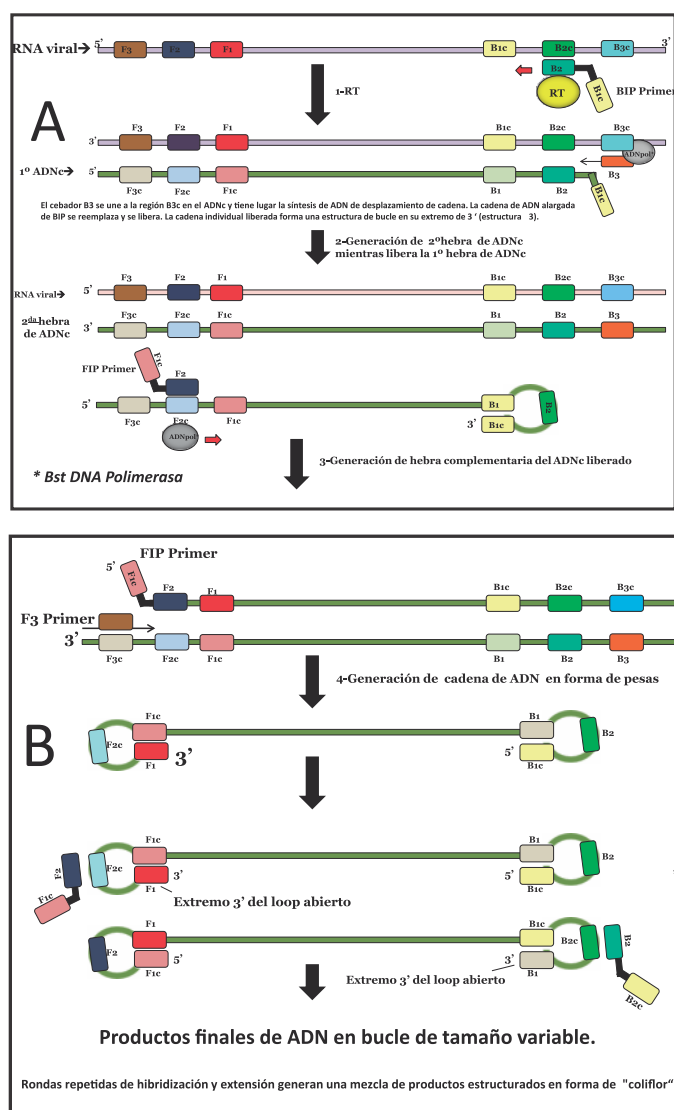 5' F3 F2 F1 B1c B2c B3c 3'
RNA viral→
B2
RT
B1c
BIP Primer
1-RT
A
F3 F2 F1 B1c B2c B3c
3'
ADNpol*
1º ADNc→ 5' B3
F3c F2c F1c B1 B2 B1c
El cebador B3 se une a la región B3c en el ADNc y tiene lugar la síntesis de ADN de desplazamiento de cadena. La cadena de ADN alargada
de BIP se reemplaza y se libera. La cadena individual liberada forma una estructura de bucle en su extremo de 3 ‘ (estructura 3).
2-Generación de 2ºhebra de ADNc
mientras libera la 1º hebra de ADNc
F3 F2 F1 B1c B2c B3c
RNA viral→ 5'
F3c F2c F1c B1 B2 B3
2da hebra
de ADNc
3'
F1c
FIP Primer
F2
5' B1 B2
F3c F2c F1c 3' B1c
ADNpol
3-Generación de hebra complementaria del ADNc liberado
* Bst DNA Polimerasa
FIP Primer
5' F1c
F2 F1 B1c B2c B3c
F3 Primer
3'
F3c F2c F1c B1 B2 B3
4-Generación de cadena de ADN en forma de pesas
B
F1c B1
F2c B2
F1 3' 5' B1c
F1c B1
F2 F2c B2
F1c F1 3' 5' B1c
Extremo 3' del loop abierto
F1 B1c
F2 B2c B2
F1c 5' 3' B1
Extremo 3' del loop abierto B2c
Productos finales de ADN en bucle de tamaño variable.
Rondas repetidas de hibridización y extensión generan una mezcla de productos estructurados en forma de "coliflor“